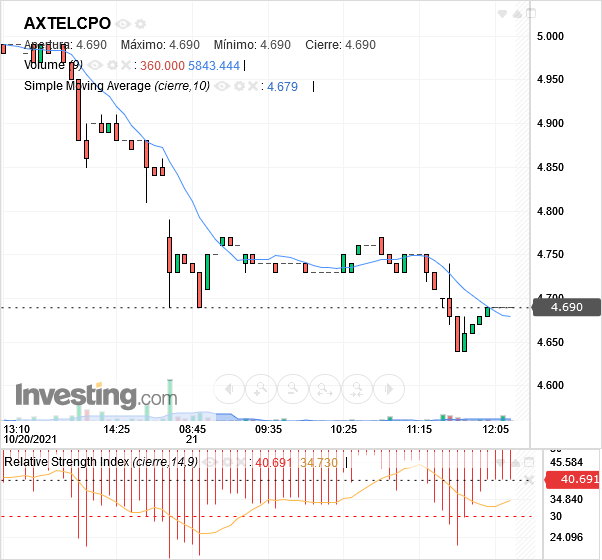 AXTELCPO
Apertura: 4.690 Máximo: 4.690 Mínimo: 4.690 Cierre: 4.690
Volume (9) : 360.000 5843.444
Simple Moving Average (cierre,10) : 4.679
5.000
4.950
4.900
4.850
4.800
4.750
4.700
4.690
4.650
4.600
Investing.com
13:10 14:25 08:45 09:35 10:25 11:15 12:05
10/20/2021 21
Relative Strength Index (cierre,14,9) : 40.691 34.730
45.584
40.691
34.840
30
24.096